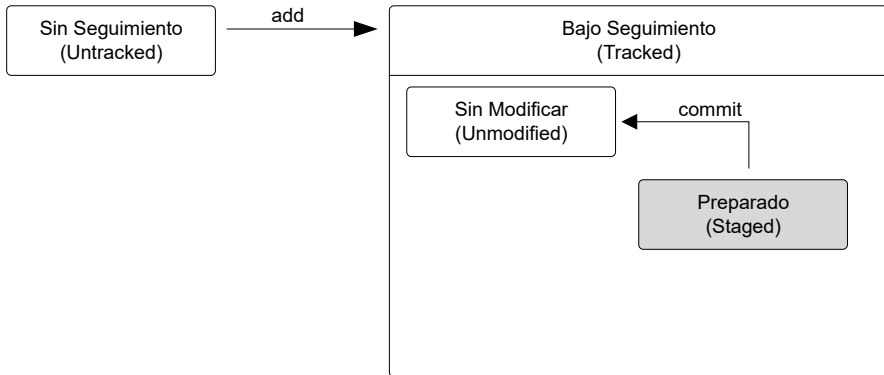 Sin Seguimiento
(Untracked)
add
Bajo Seguimiento
(Tracked)
Sin Modificar
(Unmodified)
commit
Preparado
(Staged)